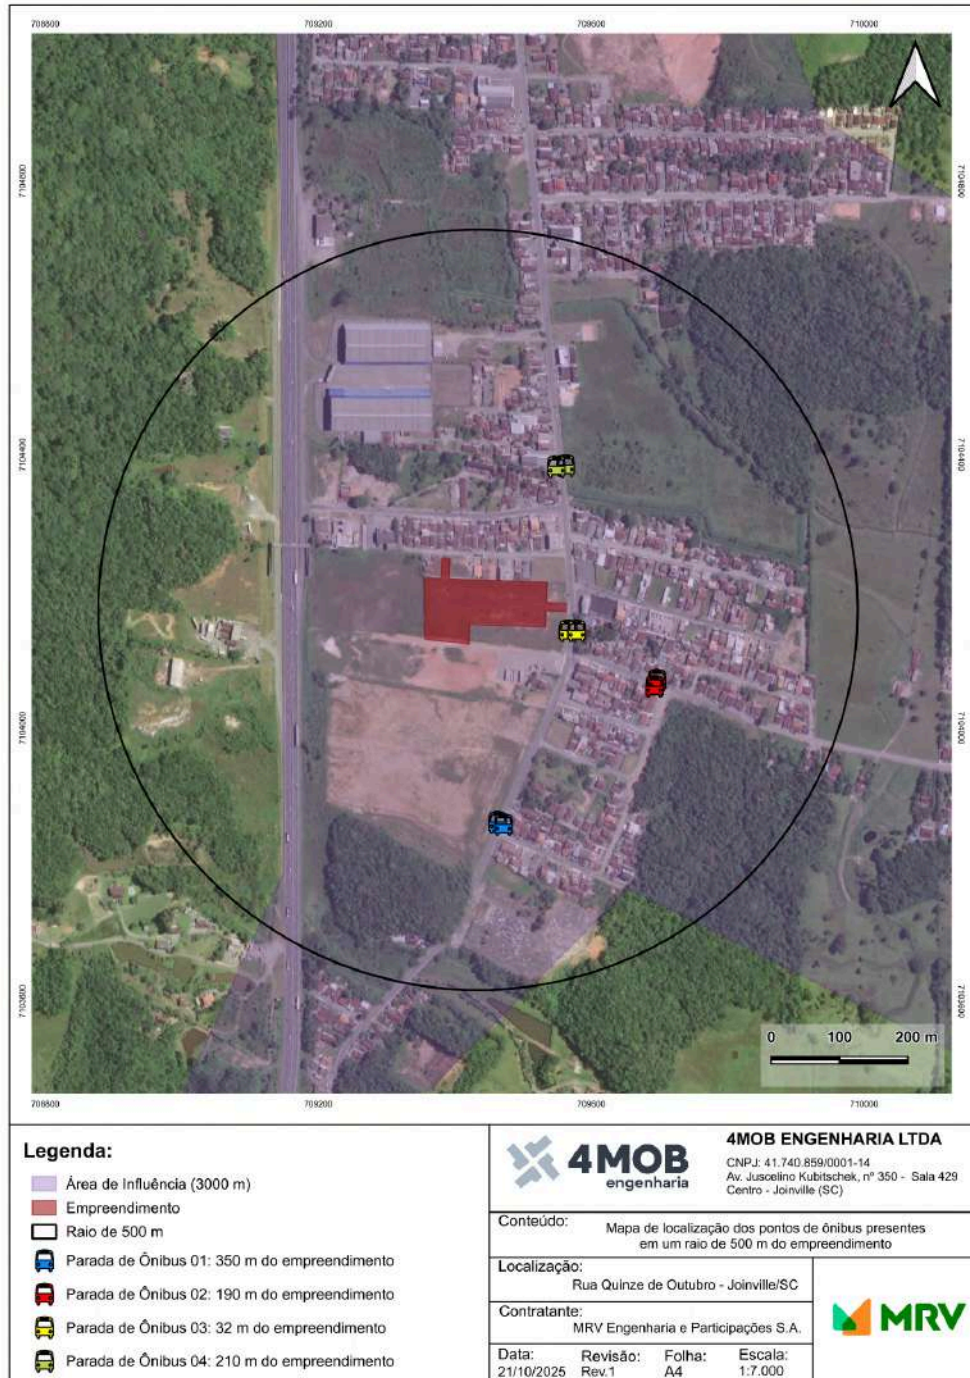 708800 709200 709600 710000
7104800 7104800
7104400 7104400
7104000 7104000
7103600 7103600
0 100 200 m
708800 709200 709600 710000
Legenda:
Área de Influência (3000 m)
Empreendimento
Raio de 500 m
Parada de Ônibus 01: 350 m do empreendimento
Parada de Ônibus 02: 190 m do empreendimento
Parada de Ônibus 03: 32 m do empreendimento
Parada de Ônibus 04: 210 m do empreendimento
4MOB
engenharia
4MOB ENGENHARIA LTDA
CNPJ: 41.740.859/0001-14
Av. Juscelino Kubitschek, nº 350 - Sala 429
Centro - Joinville (SC)
Conteúdo:
Mapa de localização dos pontos de ônibus presentes
em um raio de 500 m do empreendimento
Localização:
Rua Quinze de Outubro - Joinville/SC
Contratante:
MRV Engenharia e Participações S.A.
Data: Revisão: Folha: Escala:
21/10/2025 Rev.1 A4 1:7.000
MRV